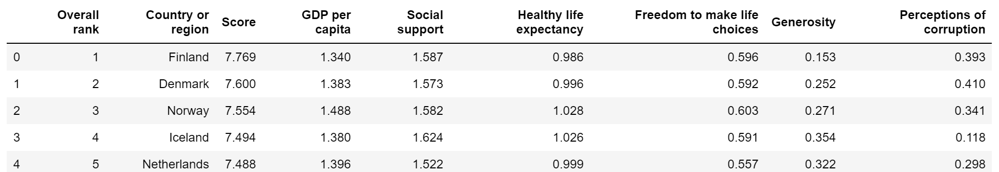 Overall rank Country or region Score GDP per capita Social support Healthy life expectancy Freedom to make life choices Generosity Perceptions of corruption
0 1 Finland 7.769 1.340 1.587 0.986 0.596 0.153 0.393
1 2 Denmark 7.600 1.383 1.573 0.996 0.592 0.252 0.410
2 3 Norway 7.554 1.488 1.582 1.028 0.603 0.271 0.341
3 4 Iceland 7.494 1.380 1.624 1.026 0.591 0.354 0.118
4 5 Netherlands 7.488 1.396 1.522 0.999 0.557 0.322 0.298